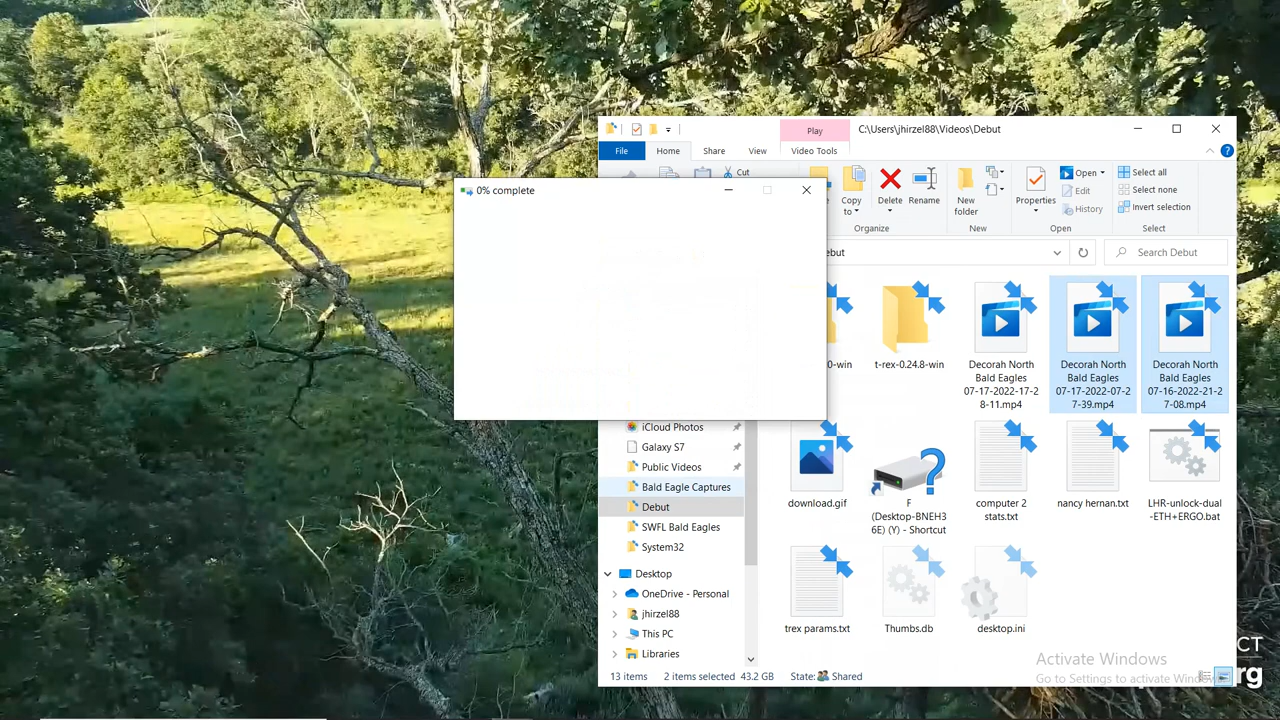 Play
C:\Users\jhirzel88\Videos\Debut
File
Home
Share
View
Video Tools
Cut
Copy
to
Delete
Rename
New
folder
Properties
Open
Edit
History
Select all
Select none
Invert selection
Organize
New
Open
Select
0% complete
ebut
Search Debut
0-win
t-rex-0.24.8-win
Decorah North
Bald Eagles
07-17-2022-17-2
8-11.mp4
Decorah North
Bald Eagles
07-17-2022-07-2
7-39.mp4
Decorah North
Bald Eagles
07-16-2022-21-2
7-08.mp4
iCloud Photos
Galaxy S7
Public Videos
Bald Eagle Captures
Debut
SWFL Bald Eagles
System32
Desktop
OneDrive - Personal
jhirzel88
This PC
Libraries
download.gif
F
(Desktop-BNEH3
6E) (Y) - Shortcut
computer 2
stats.txt
nancy hernan.txt
LHR-unlock-dual
-ETH+ERGO.bat
trex params.txt
Thumbs.db
desktop.ini
13 items
2 items selected
43.2 GB
State:
Shared
Activate Windows
Go to Settings to activate Windows
CT
rg